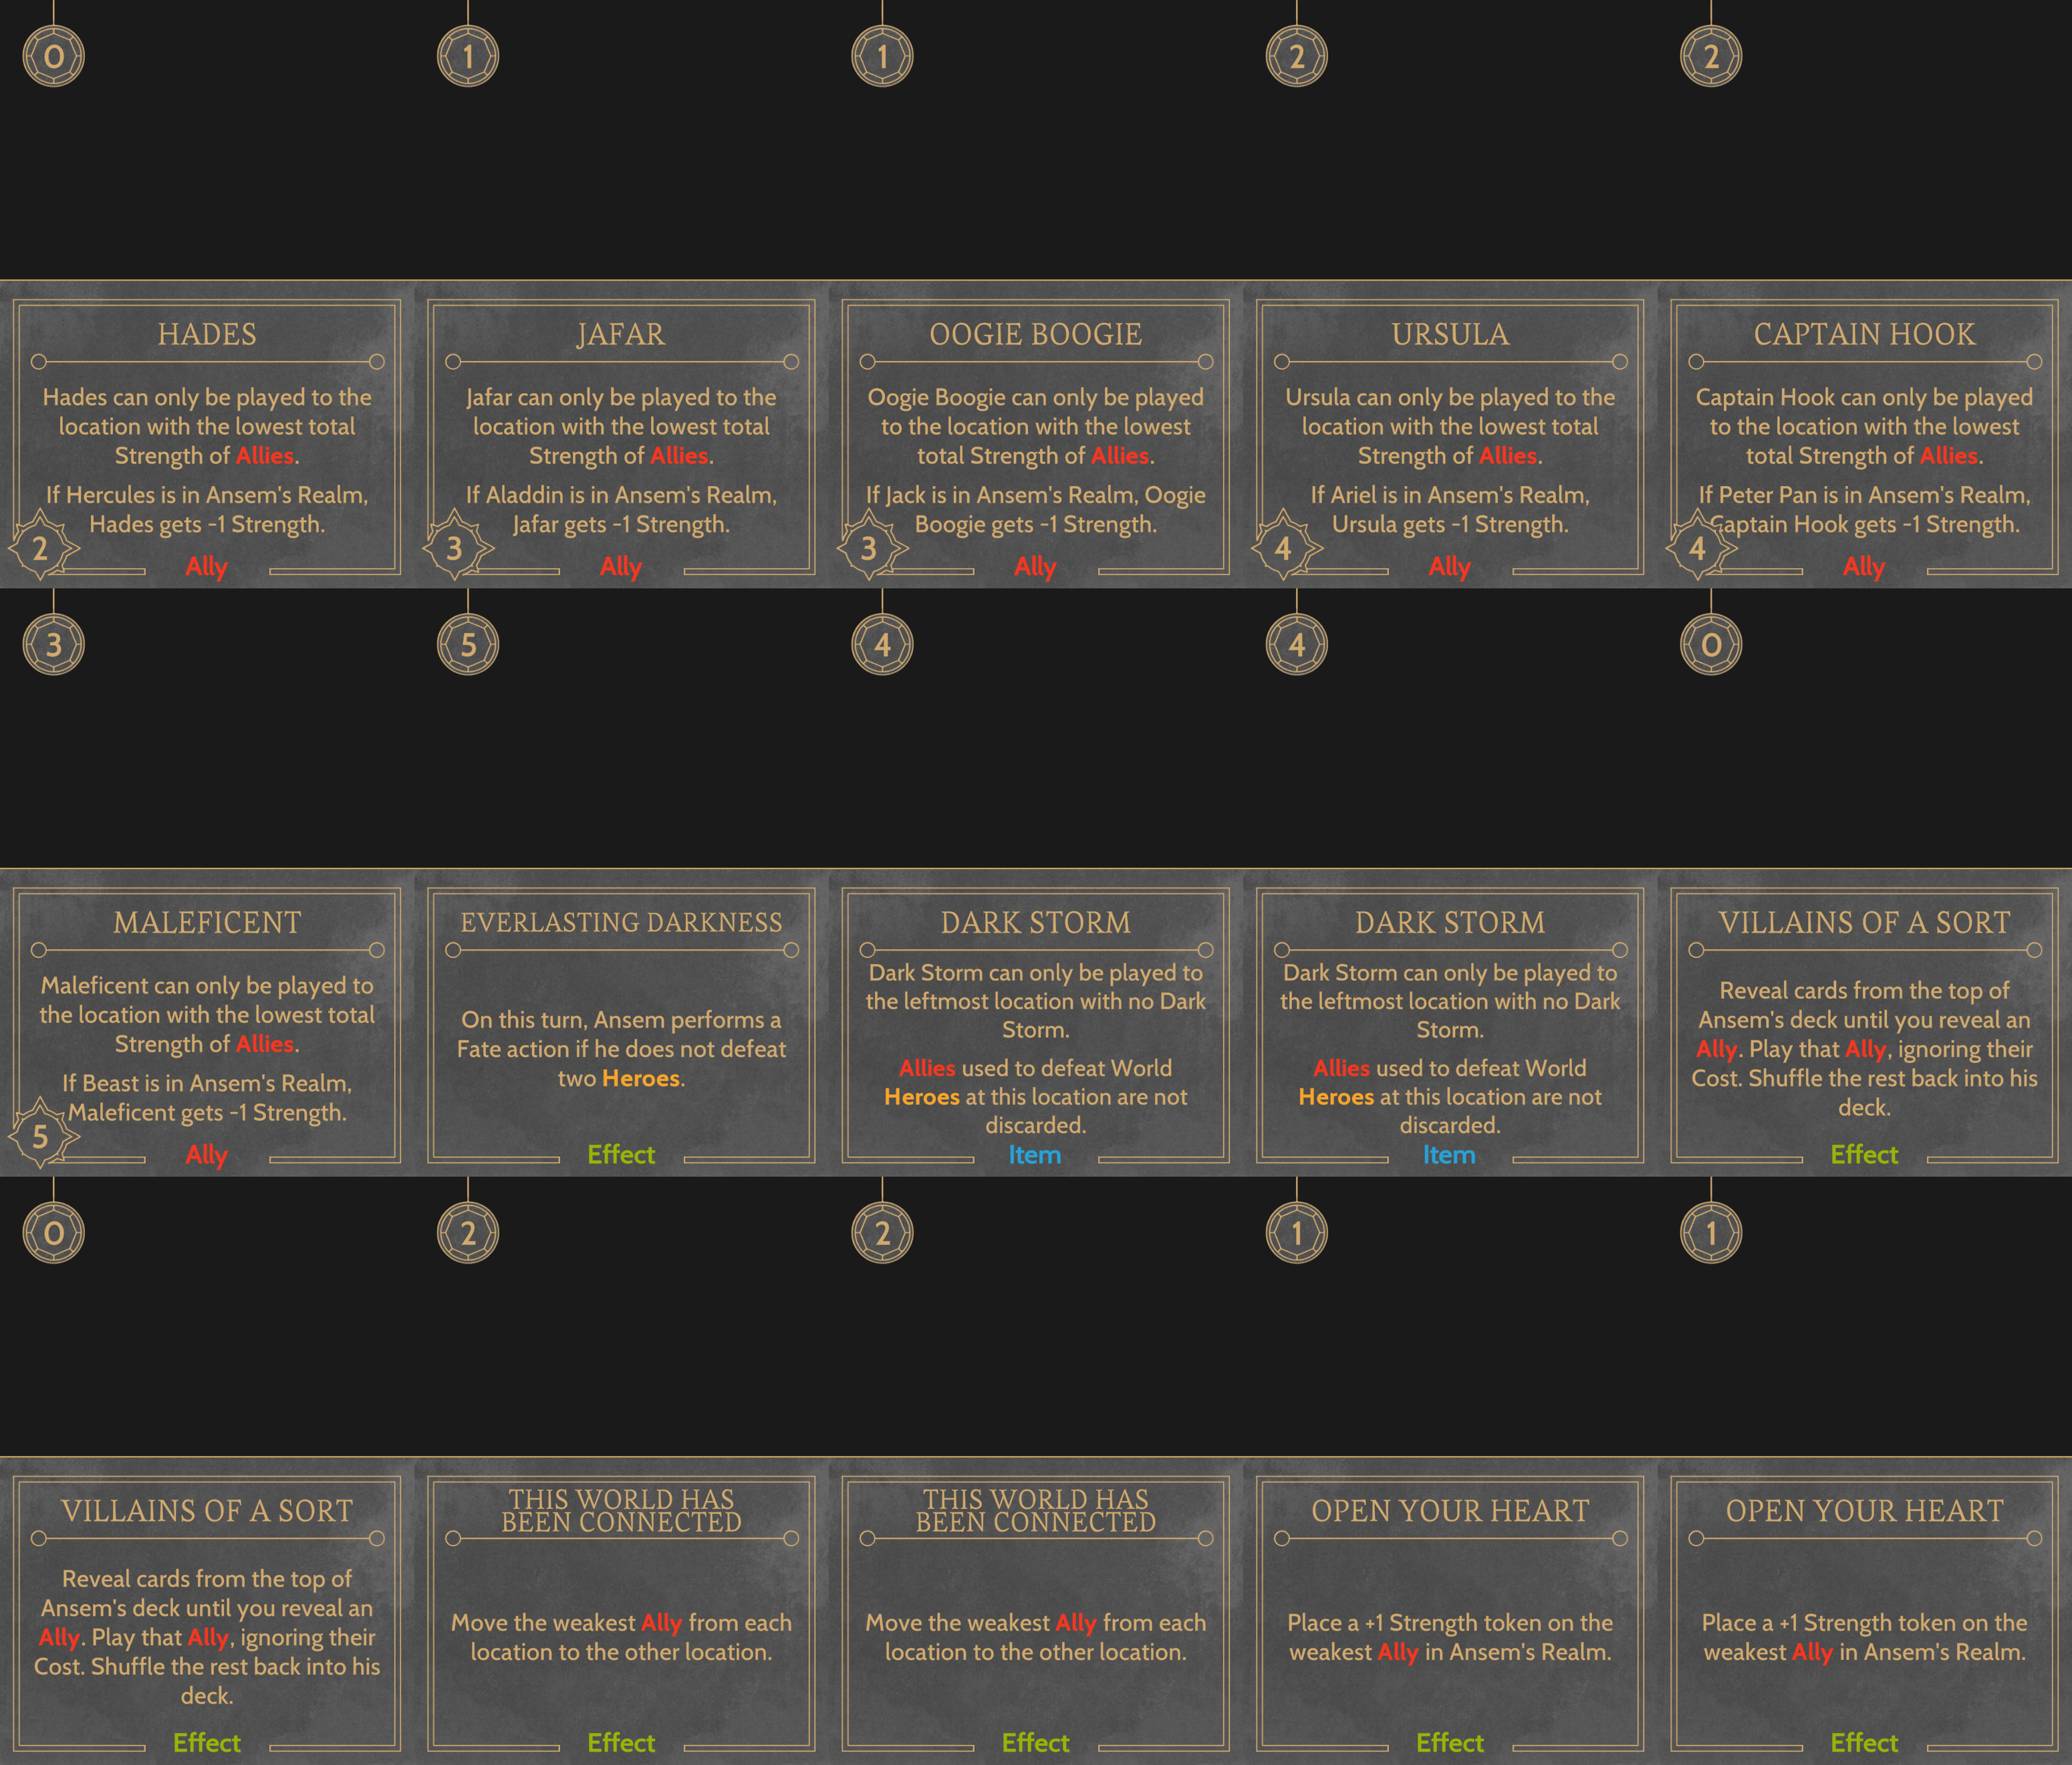 0
1
1
2
2
HADES
Hades can only be played to the
location with the lowest total
Strength of Allies.
If Hercules is in Ansem's Realm,
Hades gets -1 Strength.
2
Ally
JAFAR
Jafar can only be played to the
location with the lowest total
Strength of Allies.
If Aladdin is in Ansem's Realm,
Jafar gets -1 Strength.
3
Ally
OOGIE BOOGIE
Oogie Boogie can only be played
to the location with the lowest
total Strength of Allies.
If Jack is in Ansem's Realm, Oogie
Boogie gets -1 Strength.
3
Ally
URSULA
Ursula can only be played to the
location with the lowest total
Strength of Allies.
If Ariel is in Ansem's Realm,
Ursula gets -1 Strength.
4
Ally
CAPTAIN HOOK
Captain Hook can only be played
to the location with the lowest
total Strength of Allies.
If Peter Pan is in Ansem's Realm,
Captain Hook gets -1 Strength.
4
Ally
3
5
4
4
0
MALEFICENT
Maleficent can only be played to
the location with the lowest total
Strength of Allies.
If Beast is in Ansem's Realm,
Maleficent gets -1 Strength.
5
Ally
EVERLASTING DARKNESS
On this turn, Ansem performs a
Fate action if he does not defeat
two Heroes.
Effect
DARK STORM
Dark Storm can only be played to
the leftmost location with no Dark
Storm.
Allies used to defeat World
Heroes at this location are not
discarded.
Item
DARK STORM
Dark Storm can only be played to
the leftmost location with no Dark
Storm.
Allies used to defeat World
Heroes at this location are not
discarded.
Item
VILLAINS OF A SORT
Reveal cards from the top of
Ansem's deck until you reveal an
Ally. Play that Ally, ignoring their
Cost. Shuffle the rest back into his
deck.
Effect
0
2
2
1
1
VILLAINS OF A SORT
Reveal cards from the top of
Ansem's deck until you reveal an
Ally. Play that Ally, ignoring their
Cost. Shuffle the rest back into his
deck.
Effect
THIS WORLD HAS
BEEN CONNECTED
Move the weakest Ally from each
location to the other location.
Effect
THIS WORLD HAS
BEEN CONNECTED
Move the weakest Ally from each
location to the other location.
Effect
OPEN YOUR HEART
Place a +1 Strength token on the
weakest Ally in Ansem's Realm.
Effect
OPEN YOUR HEART
Place a +1 Strength token on the
weakest Ally in Ansem's Realm.
Effect